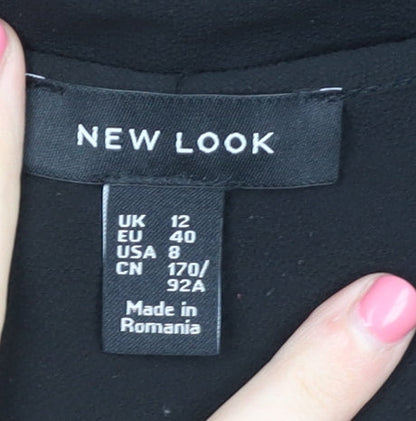 NEW LOOK
UK 12
EU 40
USA 8
CN 170/
92A
Made in
Romania